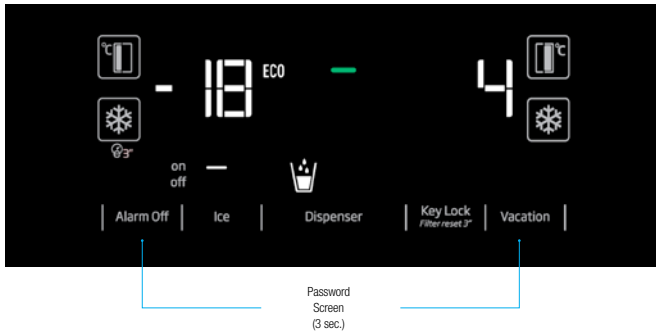 °C
°C
- 18 ECO 4
3"
on
off
Alarm Off Ice Dispenser Key Lock Vacation
Filter reset 3"
Password
Screen
(3 sec.)